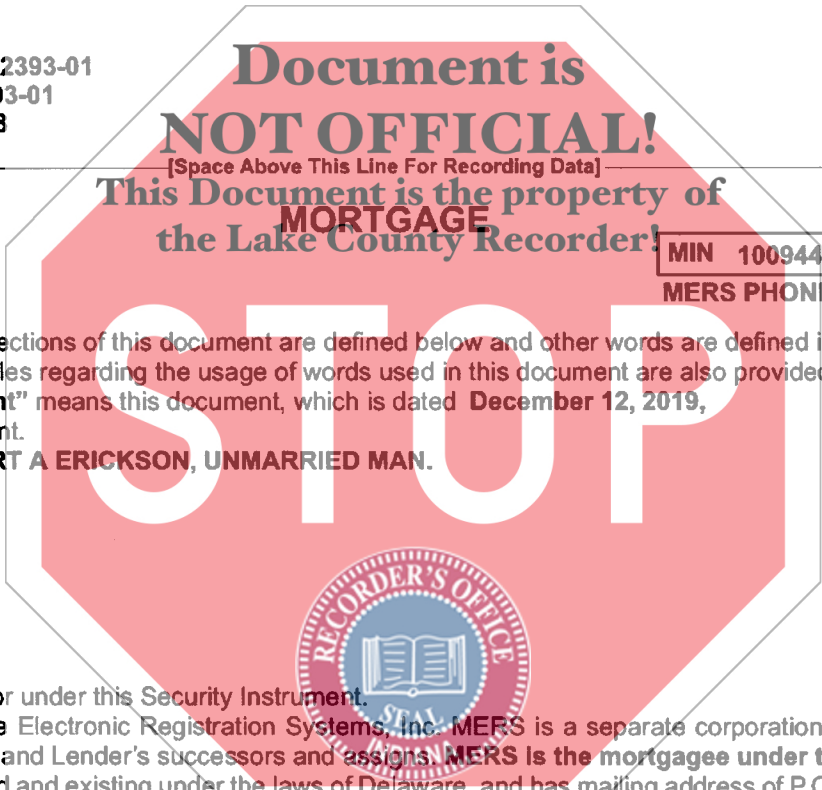 2393-01
3-01
Document is
NOT OFFICIAL!
[Space Above This Line For Recording Data]
This Document is the property of
MORTGAGE
the Lake County Recorder!
MIN 100944
MERS PHON
ections of this document are defined below and other words are defined i
les regarding the usage of words used in this document are also provided
t" means this document, which is dated December 12, 2019,
nt.
RT A ERICKSON, UNMARRIED MAN.
STOP
RECORDER'S OFFICE
r under this Security Instrument.
SEAL
e Electronic Registration Systems, Inc. MERS is a separate corporation
INDIANA
and Lender's successors and assigns. MERS is the mortgagee under t
d and existing under the laws of Delaware, and has mailing address of P.O